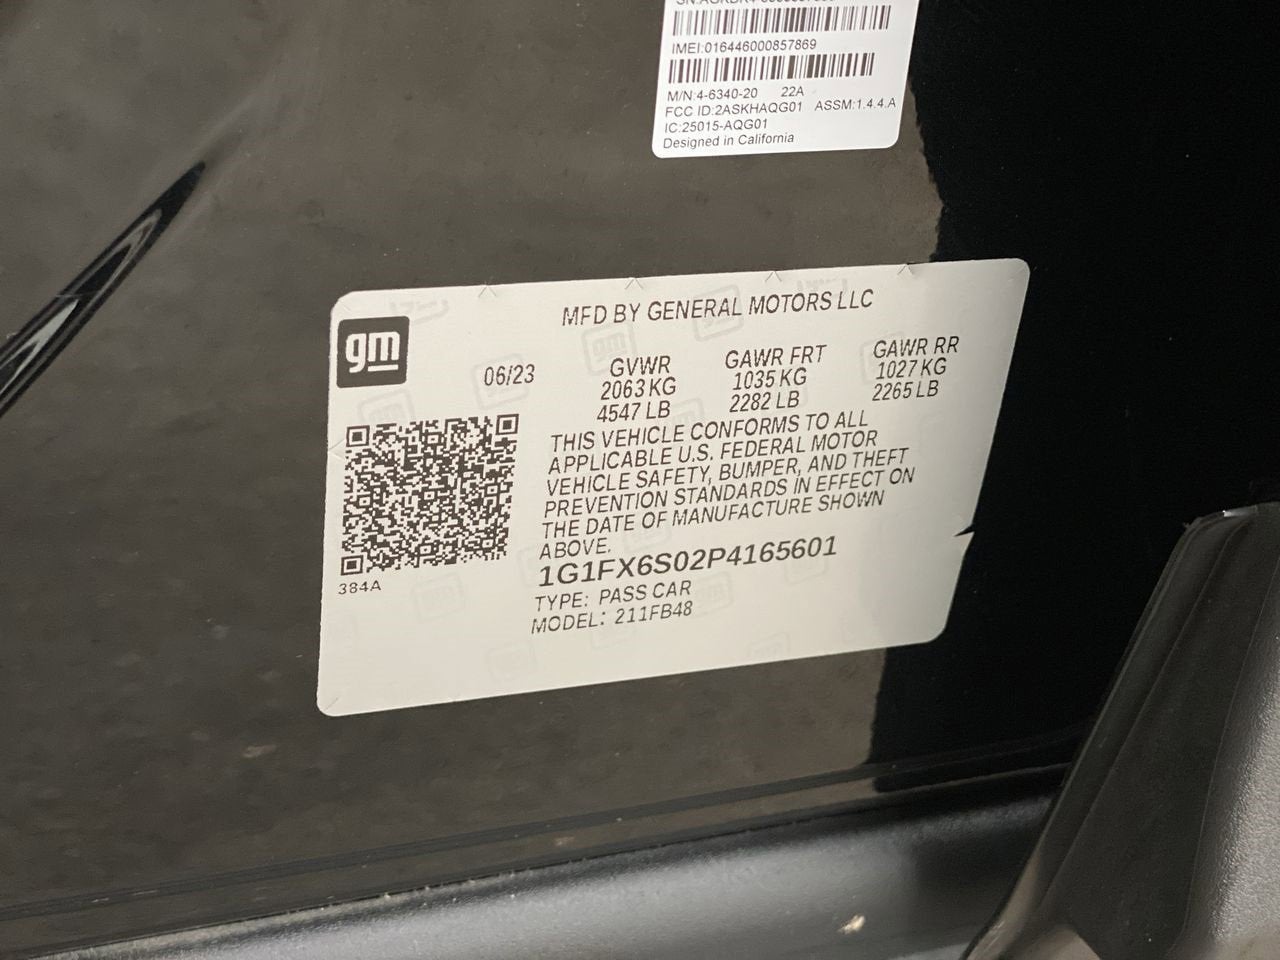 IMEI:016446000857869
M/N:4-6340-20 22A
FCC ID:2ASKHAQG01 ASSM:1.4.4.A
IC:25015-AQG01
Designed in California
MFD BY GENERAL MOTORS LLC
gm
06/23
GVWR GAWR FRT GAWR RR
2063 KG 1035 KG 1027 KG
4547 LB 2282 LB 2265 LB
THIS VEHICLE CONFORMS TO ALL
APPLICABLE U.S. FEDERAL MOTOR
VEHICLE SAFETY, BUMPER, AND THEFT
PREVENTION STANDARDS IN EFFECT ON
THE DATE OF MANUFACTURE SHOWN
ABOVE.
384A
1G1FX6S02P4165601
TYPE: PASS CAR
MODEL: 211FB48